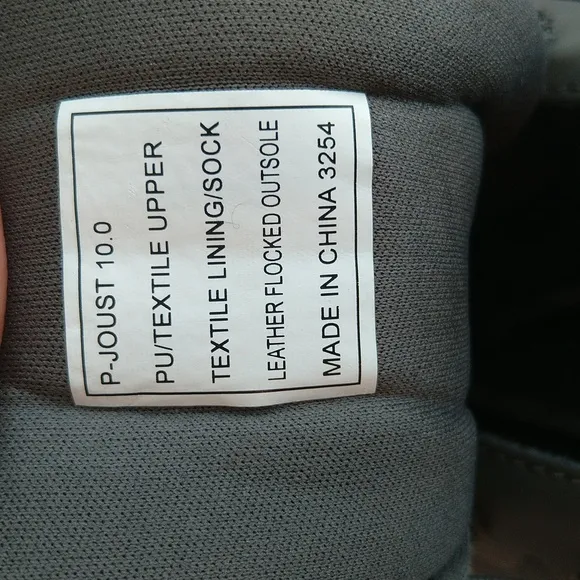 P-JOUST 10.0
PU/TEXTILE UPPER
TEXTILE LINING/SOCK
LEATHER FLOCKED OUTSOLE
MADE IN CHINA 3254